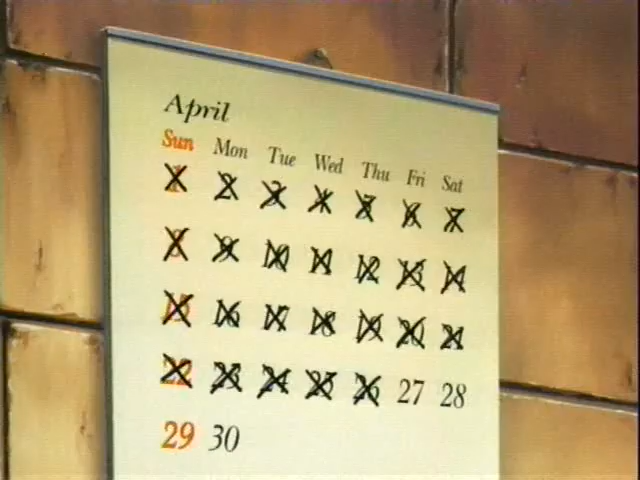 April
Sun Mon Tue Wed Thu Fri Sat
1 2 3 4 5 6 7
8 9 10 11 12 13 14
15 16 17 18 19 20 21
22 23 24 25 26 27 28
29 30